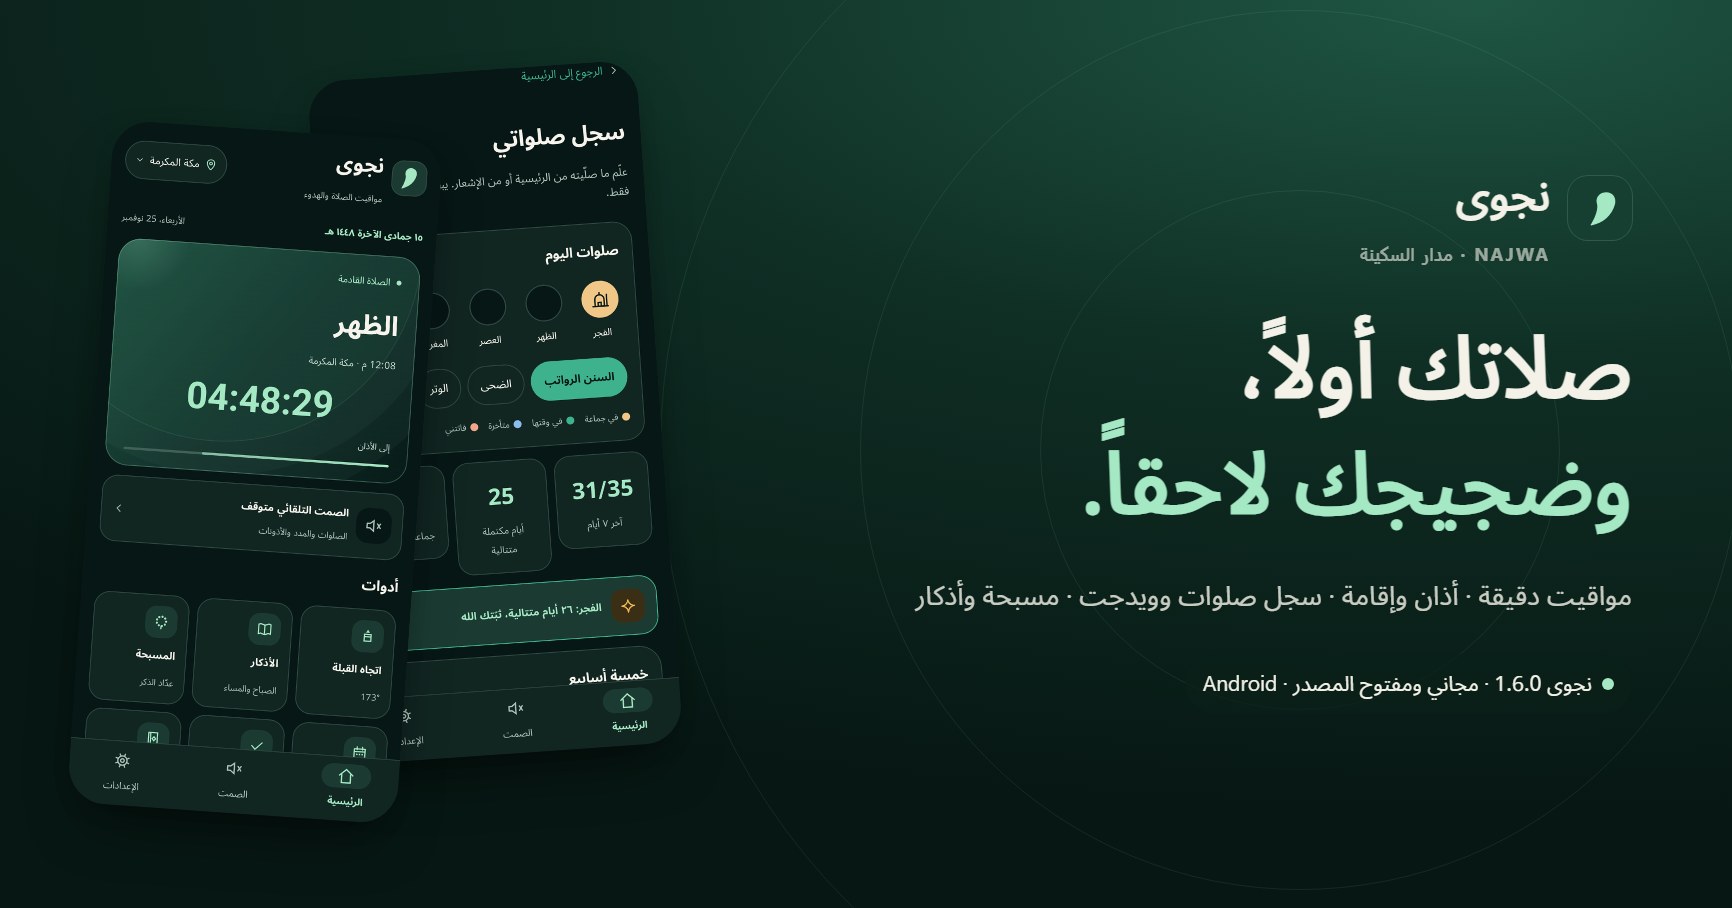 نجوى
NAJWA · مدار السكينة
صلاتك أولاً،
وضجيجك لاحقاً.
مواقيت دقيقة · أذان وإقامة · سجل صلوات وويدجت · مسبحة وأذكار
نجوى 1.6.0 · مجاني ومفتوح المصدر · Android
الرجوع إلى الرئيسية
سجل صلواتي
علّم ما صلّيته من الرئيسية أو من الإشعار.
فقط.
صلوات اليوم
الفجر
الظهر
العصر
السنن الرواتب
الضحى
الوتر
في جماعة
في وقتها
متأخرة
فاتتني
31/35
آخر ٧ أيام
25
أيام مكتملة
متتالية
الفجر: ٢٦ أيام متتالية، ثبّتك الله
خمسة أسابيع
الرئيسية
الصمت
نجوى
مواقيت الصلاة والهدوء
مكة المكرمة
١٥ جمادى الآخرة ١٤٤٨ هـ
الأربعاء، 25 نوفمبر
الصلاة القادمة
الظهر
12:08 م · مكة المكرمة
04:48:29
إلى الأذان
الصمت التلقائي متوقف
الصلوات والمدد والأذونات
أدوات
اتجاه القبلة
173°
الأذكار
الصباح والمساء
المسبحة
عدّاد الذكر
الرئيسية
الصمت
الإعدادات